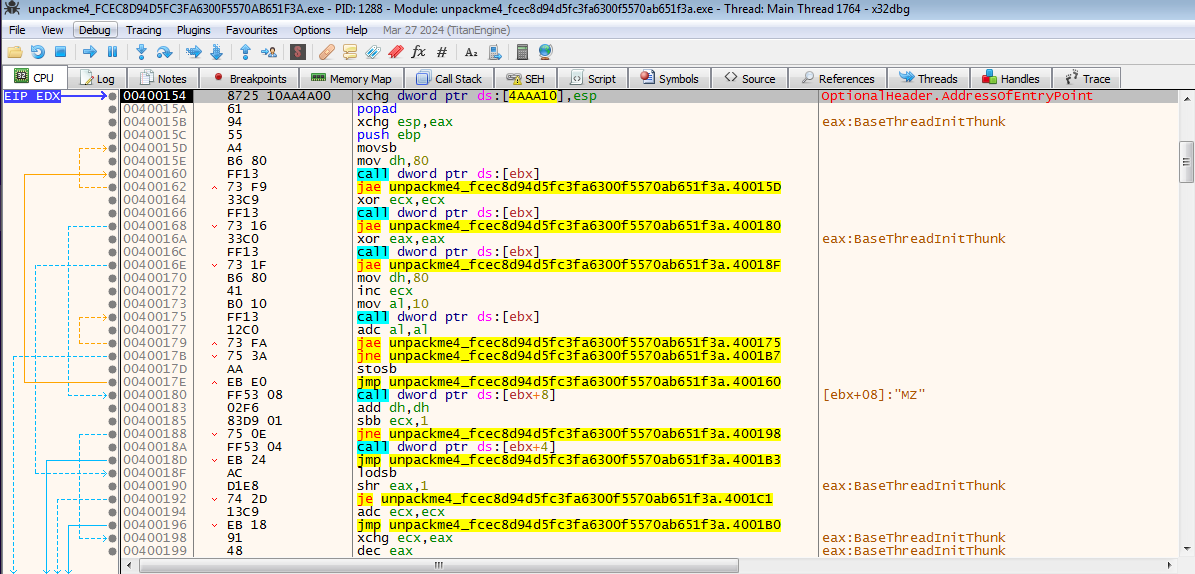 unpackme4_FCEC8D94D5FC3FA6300F5570AB651F3A.exe - PID: 1288 - Module: unpackme4_fcec8d94d5fc3fa6300f5570ab651f3a.exe - Thread: Main Thread 1764 - x32dbg
File View Debug Tracing Plugins Favourites Options Help Mar 27 2024 (TitanEngine)
CPU Log Notes Breakpoints Memory Map Call Stack SEH Script Symbols Source References Threads Handles Trace
EIP EDX 00400154 8725 10AA4A00 xchg dword ptr ds:[4AAA10],esp OptionalHeader.AddressOfEntryPoint
0040015A 61 popad
0040015B 94 xchg esp,eax eax:BaseThreadInitThunk
0040015C 55 push ebp
0040015D A4 movsb
0040015E B6 80 mov dh,80
00400160 FF13 call dword ptr ds:[ebx]
00400162 73 F9 jae unpackme4_fcec8d94d5fc3fa6300f5570ab651f3a.40015D
00400164 33C9 xor ecx,ecx
00400166 FF13 call dword ptr ds:[ebx]
00400168 73 16 jae unpackme4_fcec8d94d5fc3fa6300f5570ab651f3a.400180
0040016A 33C0 xor eax,eax eax:BaseThreadInitThunk
0040016C FF13 call dword ptr ds:[ebx]
0040016E 73 1F jae unpackme4_fcec8d94d5fc3fa6300f5570ab651f3a.40018F
00400170 B6 80 mov dh,80
00400172 41 inc ecx
00400173 B0 10 mov al,10
00400175 FF13 call dword ptr ds:[ebx]
00400177 12C0 adc al,al
00400179 73 FA jae unpackme4_fcec8d94d5fc3fa6300f5570ab651f3a.400175
0040017B 75 3A jne unpackme4_fcec8d94d5fc3fa6300f5570ab651f3a.4001B7
0040017D AA stosb
0040017E EB E0 jmp unpackme4_fcec8d94d5fc3fa6300f5570ab651f3a.400160
00400180 FF53 08 call dword ptr ds:[ebx+8] [ebx+08]:"MZ"
00400183 02F6 add dh,dh
00400185 83D9 01 sbb ecx,1
00400188 75 0E jne unpackme4_fcec8d94d5fc3fa6300f5570ab651f3a.400198
0040018A FF53 04 call dword ptr ds:[ebx+4]
0040018D EB 24 jmp unpackme4_fcec8d94d5fc3fa6300f5570ab651f3a.4001B3
0040018F AC lodsb
00400190 D1E8 shr eax,1 eax:BaseThreadInitThunk
00400192 74 2D je unpackme4_fcec8d94d5fc3fa6300f5570ab651f3a.4001C1
00400194 13C9 adc ecx,ecx
00400196 EB 18 jmp unpackme4_fcec8d94d5fc3fa6300f5570ab651f3a.4001B0
00400198 91 xchg ecx,eax eax:BaseThreadInitThunk
00400199 48 dec eax eax:BaseThreadInitThunk